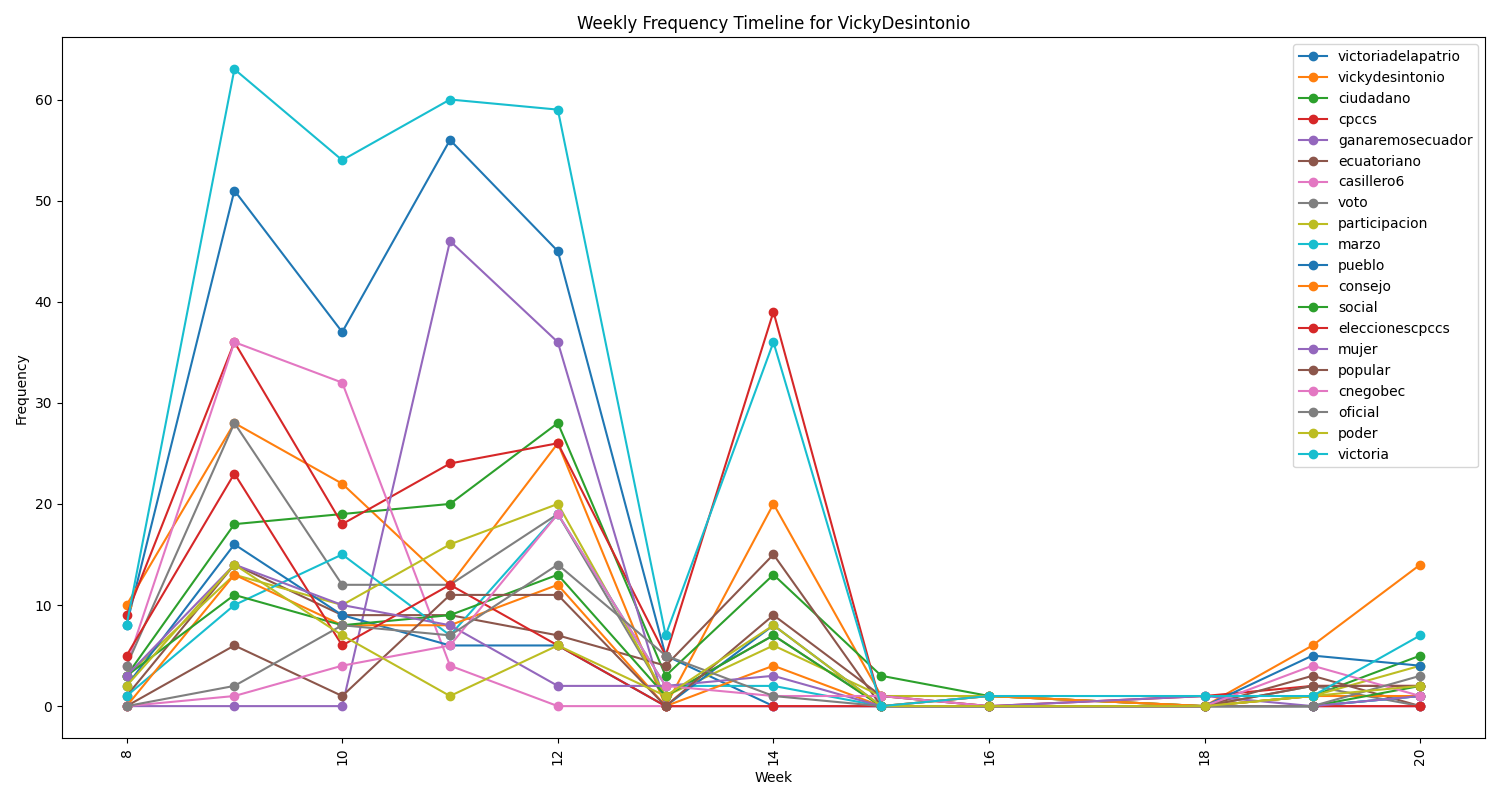 Weekly Frequency Timeline for VickyDesintonio
victoriadelapatrio
vickydesintonio
ciudadano
cpccs
ganaremosecuador
ecuatoriano
casillero6
voto
participacion
marzo
pueblo
consejo
social
eleccionescpccs
mujer
popular
cnegobec
oficial
poder
victoria
Frequency
60
50
40
30
20
10
0
8
10
12
14
16
18
20
Week